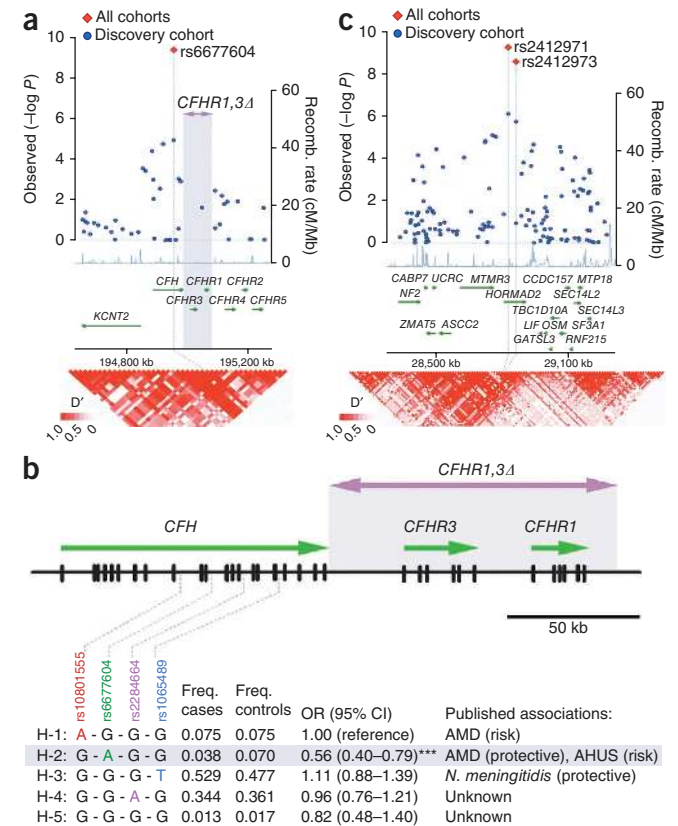 a
All cohorts
Discovery cohort
10
8
6
4
2
0
Observed (–log P)
rs6677604
CFHR1,3Δ
60
40
20
0
Recomb. rate (cM/Mb)
CFH CFHR1 CFHR2
CFHR3 CFHR4 CFHR5
KCNT2
194,800 kb 195,200 kb
D′
1.0 0.5 0
c
All cohorts
Discovery cohort
10
8
6
4
2
0
Observed (–log P)
rs2412971
rs2412973
60
40
20
0
Recomb. rate (cM/Mb)
CABP7 UCRC MTMR3 CCDC157 MTP18
NF2 HORMAD2 SEC14L2
TBC1D10A SEC14L3
ZMAT5 ASCC2 LIF OSM SF3A1
GATSL3 RNF215
28,500 kb 29,100 kb
D′
1.0 0.5 0
b
CFHR1,3Δ
CFH CFHR3 CFHR1
50 kb
rs10801555
rs6677604
rs2284664
rs1065489
Freq. cases Freq. controls OR (95% CI) Published associations:
H-1: A - G - G - G 0.075 0.075 1.00 (reference) AMD (risk)
H-2: G - A - G - G 0.038 0.070 0.56 (0.40–0.79)*** AMD (protective), AHUS (risk)
H-3: G - G - G - T 0.529 0.477 1.11 (0.88–1.39) N. meningitidis (protective)
H-4: G - G - A - G 0.344 0.361 0.96 (0.76–1.21) Unknown
H-5: G - G - G - G 0.013 0.017 0.82 (0.48–1.40) Unknown